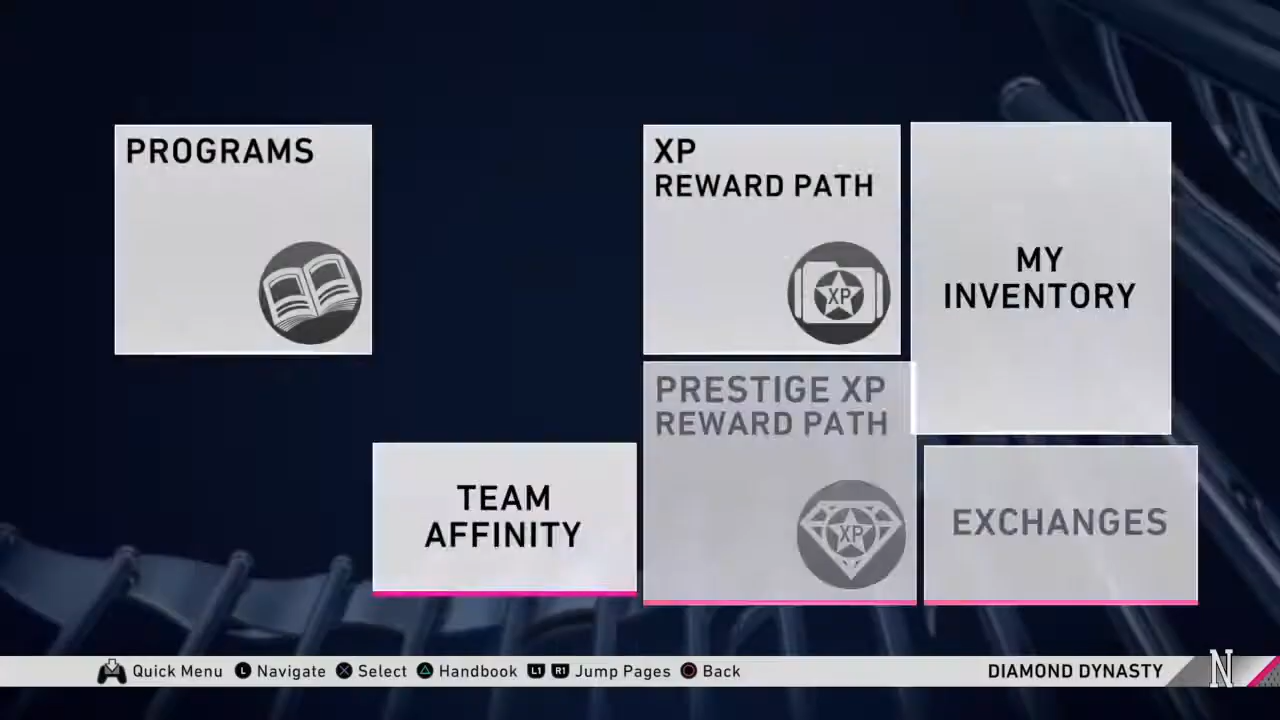 PROGRAMS
XP
REWARD PATH
XP
MY
INVENTORY
PRESTIGE XP
REWARD PATH
XP
TEAM
AFFINITY
EXCHANGES
Quick Menu L Navigate Select Handbook L1 R1 Jump Pages Back
DIAMOND DYNASTY N